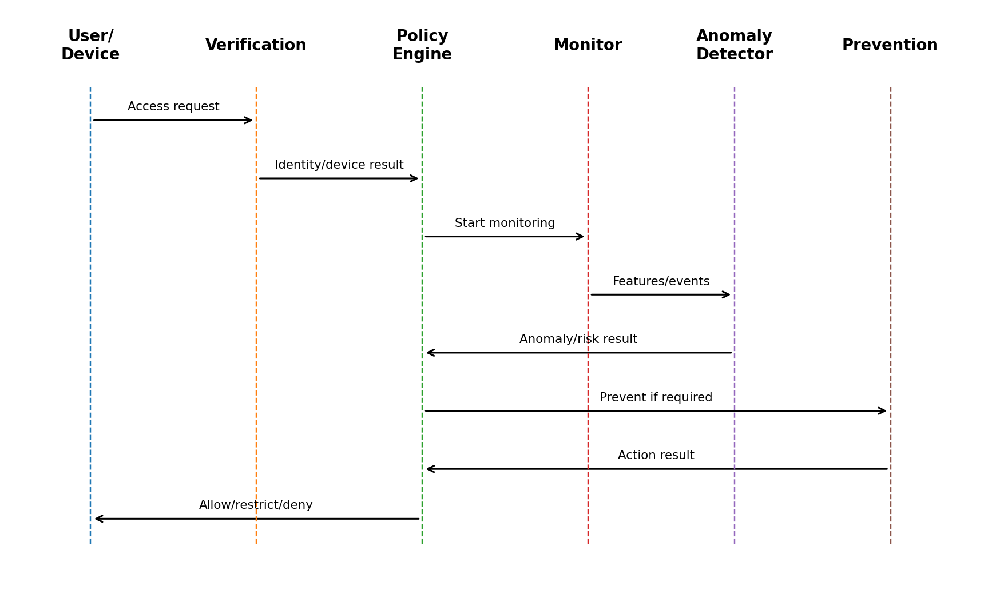 User/
Device
Verification
Policy
Engine
Monitor
Anomaly
Detector
Prevention
Access request
Identity/device result
Start monitoring
Features/events
Anomaly/risk result
Prevent if required
Action result
Allow/restrict/deny